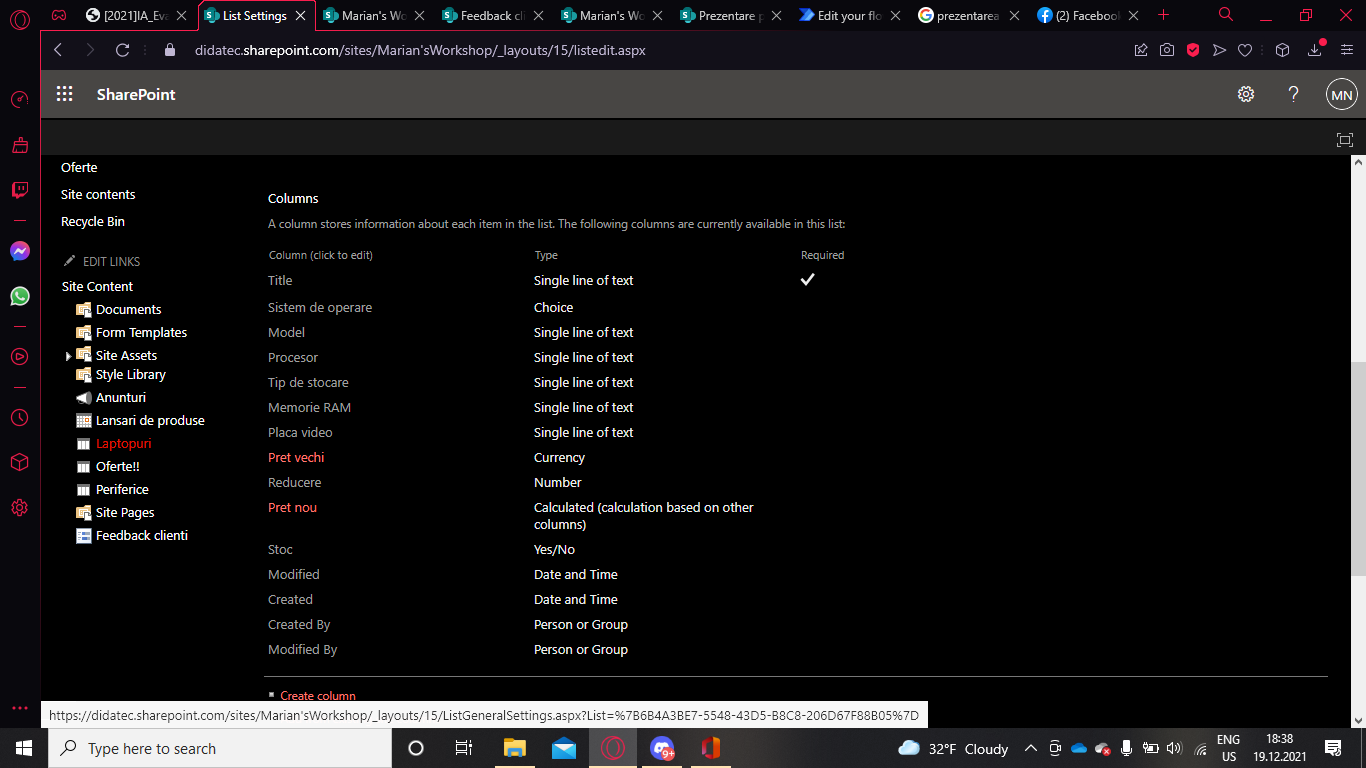 [2021]IA_Eva
List Settings
Marian's Wo
Feedback cli
Marian's Wo
Prezentare p
Edit your flo
prezentarea
(2) Facebook
didatec.sharepoint.com/sites/Marian'sWorkshop/_layouts/15/listedit.aspx
SharePoint
MN
Oferte
Site contents
Recycle Bin
EDIT LINKS
Site Content
Documents
Form Templates
Site Assets
Style Library
Anunturi
Lansari de produse
Laptopuri
Oferte!!
Periferice
Site Pages
Feedback clienti
Columns
A column stores information about each item in the list. The following columns are currently available in this list:
Column (click to edit) Type Required
Title Single line of text
Sistem de operare Choice
Model Single line of text
Procesor Single line of text
Tip de stocare Single line of text
Memorie RAM Single line of text
Placa video Single line of text
Pret vechi Currency
Reducere Number
Pret nou Calculated (calculation based on other
columns)
Stoc Yes/No
Modified Date and Time
Created Date and Time
Created By Person or Group
Modified By Person or Group
Create column
https://didatec.sharepoint.com/sites/Marian'sWorkshop/_layouts/15/ListGeneralSettings.aspx?List=%7B6B4A3BE7-5548-43D5-B8C8-206D67F88B05%7D
Type here to search
9+
32°F Cloudy
ENG
US
18:38
19.12.2021